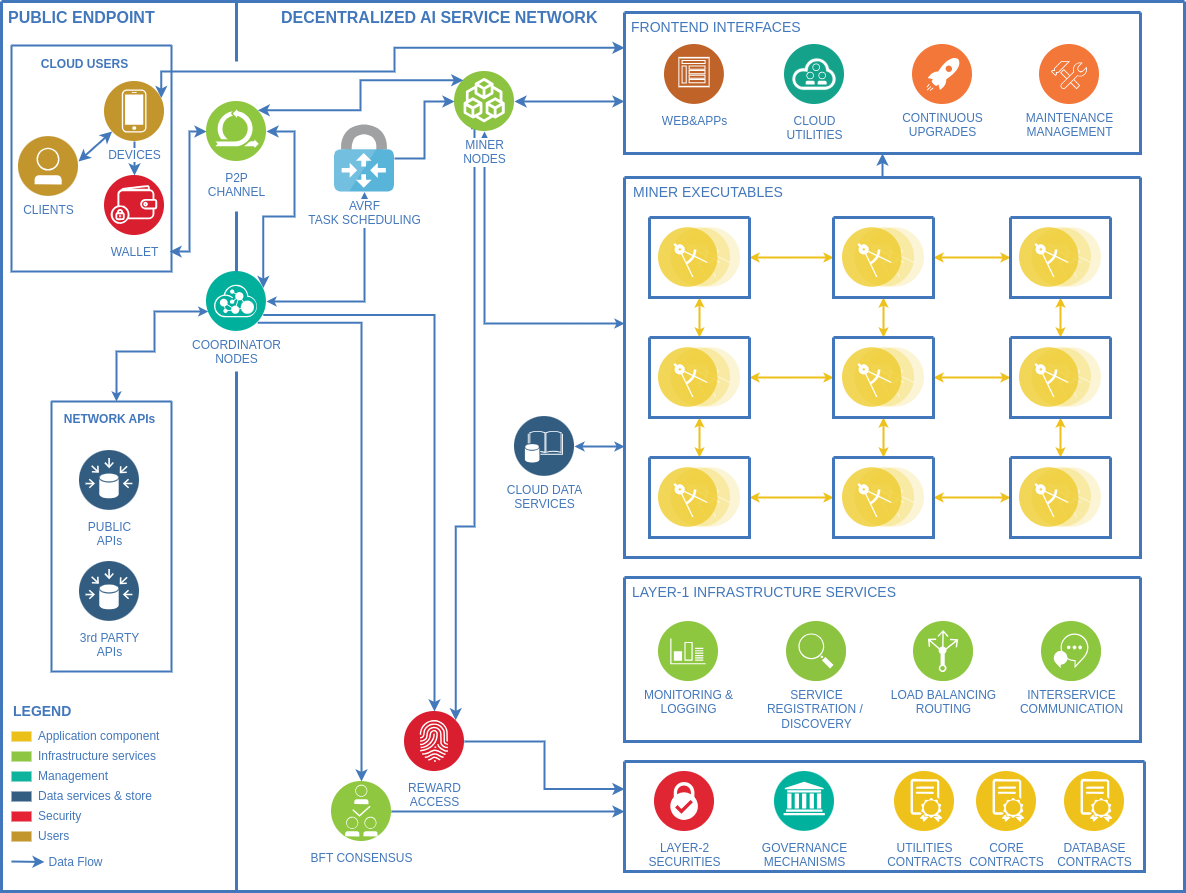 PUBLIC ENDPOINT
DECENTRALIZED AI SERVICE NETWORK
CLOUD USERS
DEVICES
CLIENTS
WALLET
P2P
CHANNEL
AVRF
TASK SCHEDULING
MINER
NODES
COORDINATOR
NODES
NETWORK APIs
PUBLIC
APIs
3rd PARTY
APIs
CLOUD DATA
SERVICES
REWARD
ACCESS
BFT CONSENSUS
FRONTEND INTERFACES
WEB&APPs
CLOUD
UTILITIES
CONTINUOUS
UPGRADES
MAINTENANCE
MANAGEMENT
MINER EXECUTABLES
LAYER-1 INFRASTRUCTURE SERVICES
MONITORING &
LOGGING
SERVICE
REGISTRATION /
DISCOVERY
LOAD BALANCING
ROUTING
INTERSERVICE
COMMUNICATION
LAYER-2
SECURITIES
GOVERNANCE
MECHANISMS
UTILITIES
CONTRACTS
CORE
CONTRACTS
DATABASE
CONTRACTS
LEGEND
Application component
Infrastructure services
Management
Data services & store
Security
Users
Data Flow